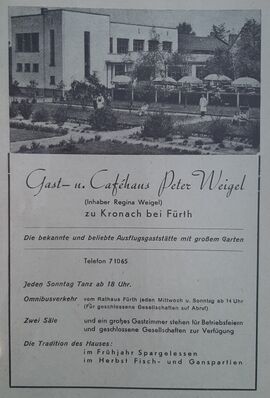 Gast- u. Caféhaus Peter Weigel
(Inhaber Regina Weigel)
zu Kronach bei Fürth
Die bekannte und beliebte Ausflugsgaststätte mit großem Garten
Telefon 71065
Jeden Sonntag Tanz ab 18 Uhr.
Omnibusverkehr vom Rathaus Fürth jeden Mittwoch u. Sonntag ab 14 Uhr
(Für geschlossene Gesellschaften auf Abruf)
Zwei Säle und ein großes Gastzimmer stehen für Betriebsfeiern
und geschlossene Gesellschaften zur Verfügung
Die Tradition des Hauses:
im Frühjahr Spargelessen
im Herbst Fisch- und Ganspartien